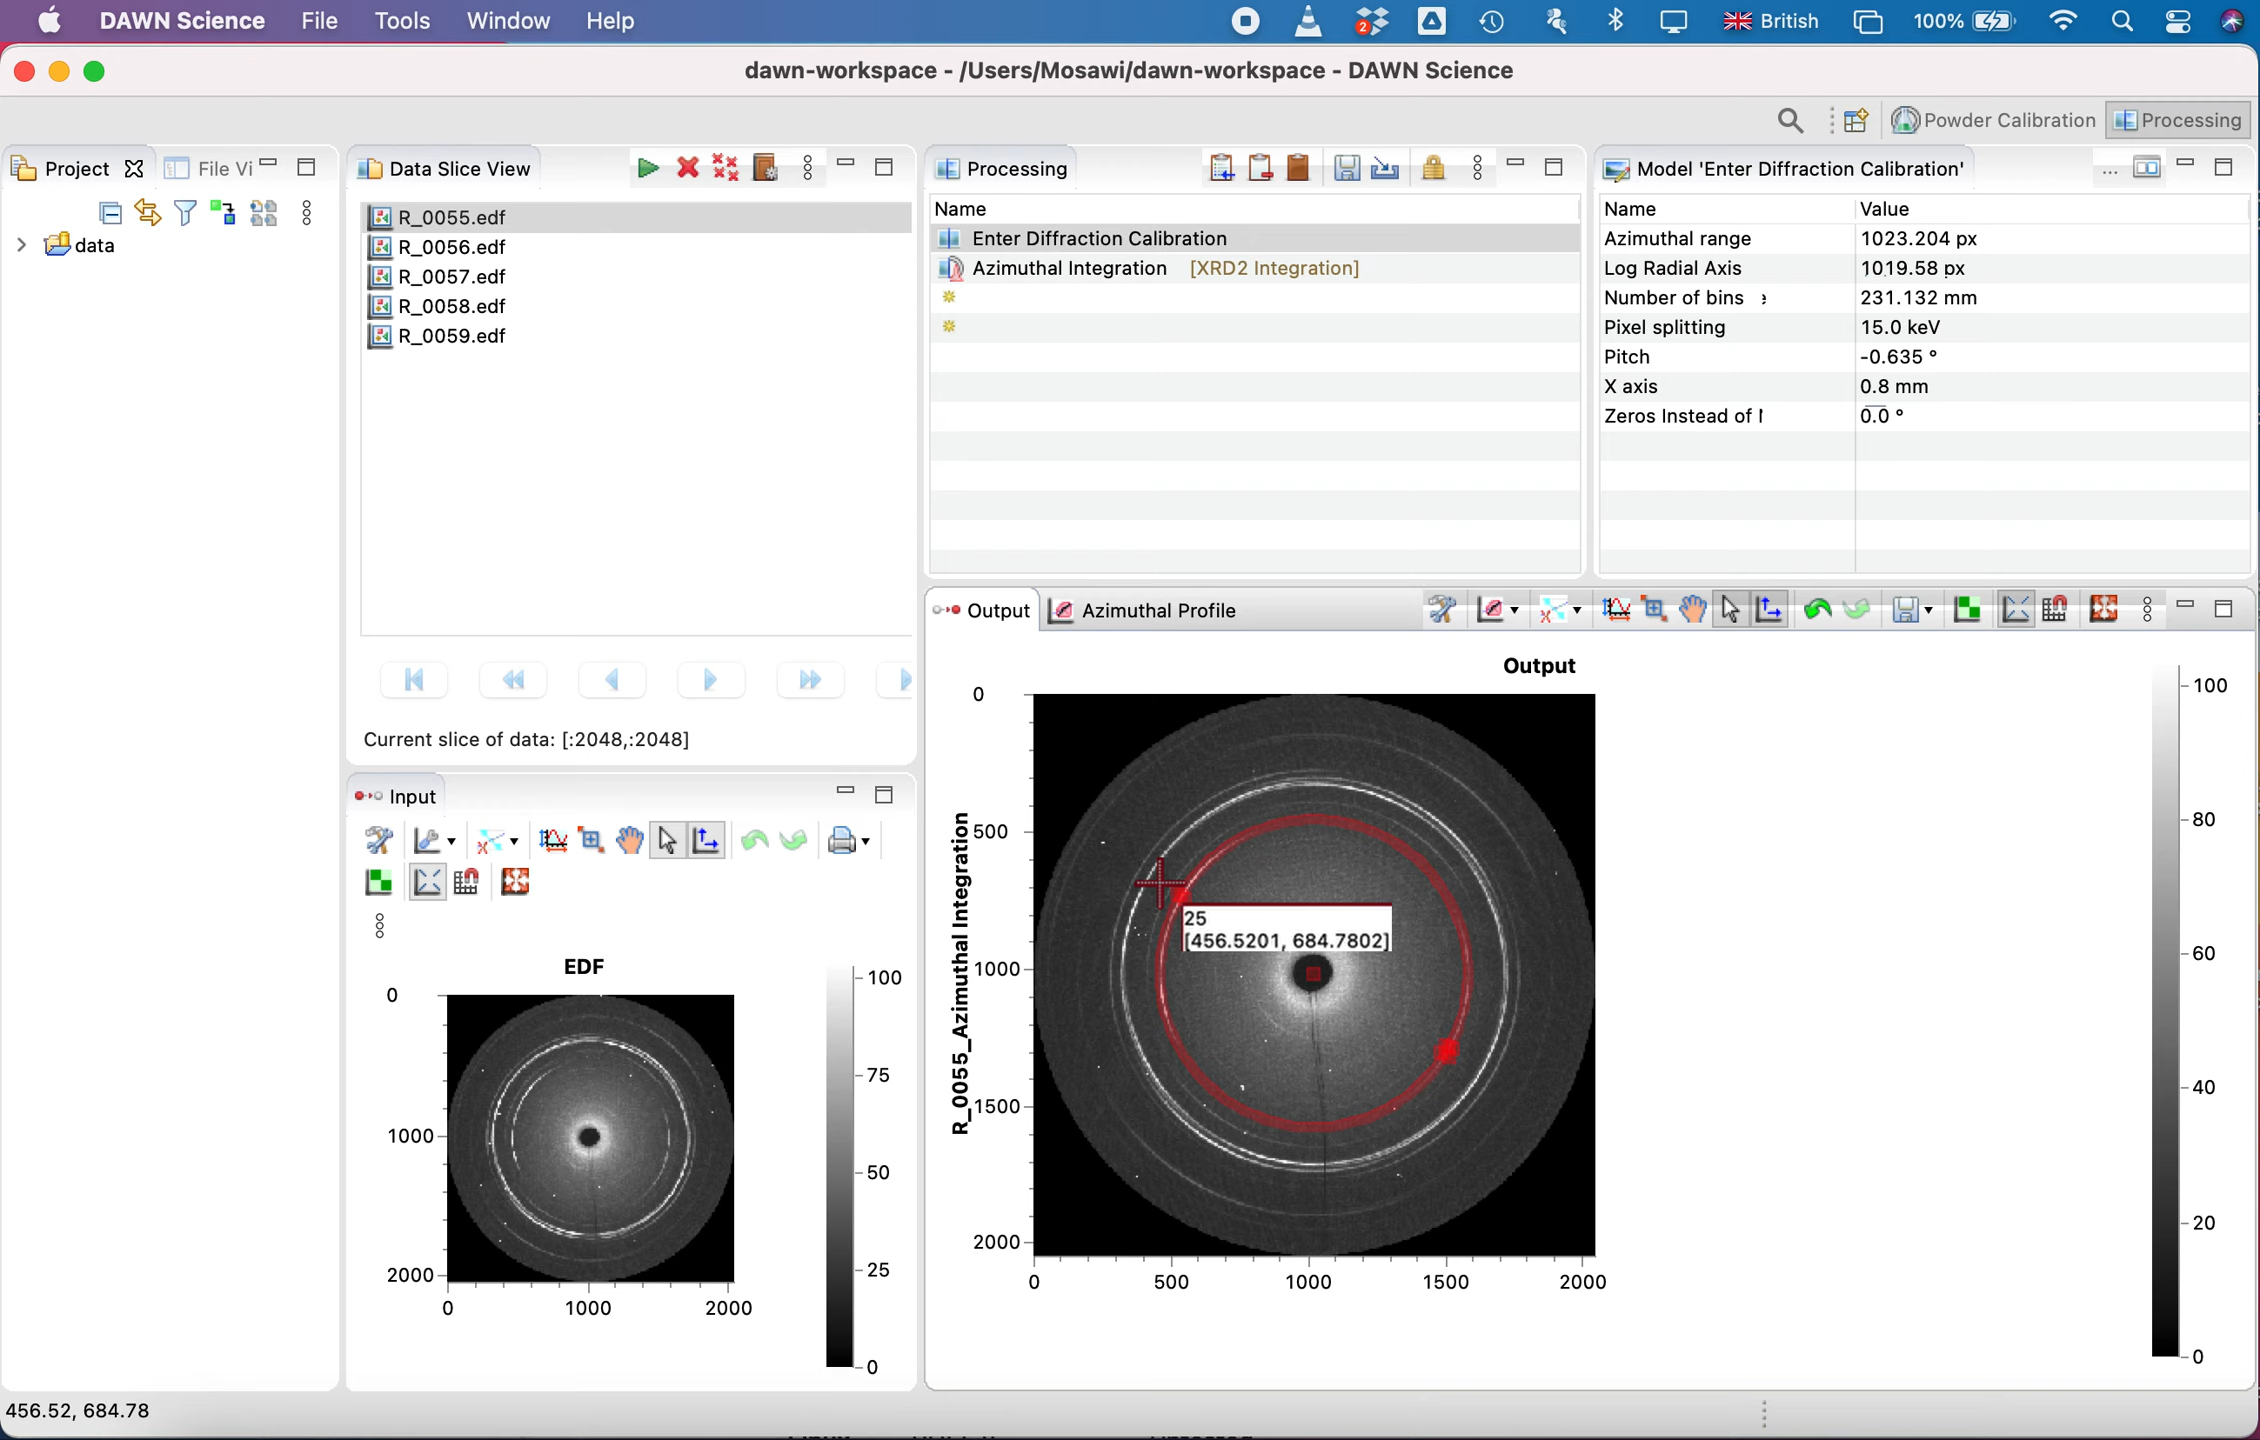 DAWN Science File Tools Window Help
2
British
100%
dawn-workspace - /Users/Mosawi/dawn-workspace - DAWN Science
Powder Calibration
Processing
Project
File Vi
data
Data Slice View
R_0055.edf
R_0056.edf
R_0057.edf
R_0058.edf
R_0059.edf
Current slice of data: [:2048,:2048]
Processing
Name
Enter Diffraction Calibration
Azimuthal Integration [XRD2 Integration]
Model 'Enter Diffraction Calibration'
...
Name Value
Azimuthal range 1023.204 px
Log Radial Axis 1019.58 px
Number of bins 231.132 mm
Pixel splitting 15.0 keV
Pitch -0.635 °
X axis 0.8 mm
Zeros Instead of 0.0 °
Input
EDF
0
1000
2000
0 1000 2000
100
75
50
25
0
Output
Azimuthal Profile
Output
R_0055_Azimuthal Integration
0
500
1000
1500
2000
0 500 1000 1500 2000
25
[456.5201, 684.7802]
100
80
60
40
20
0
456.52, 684.78